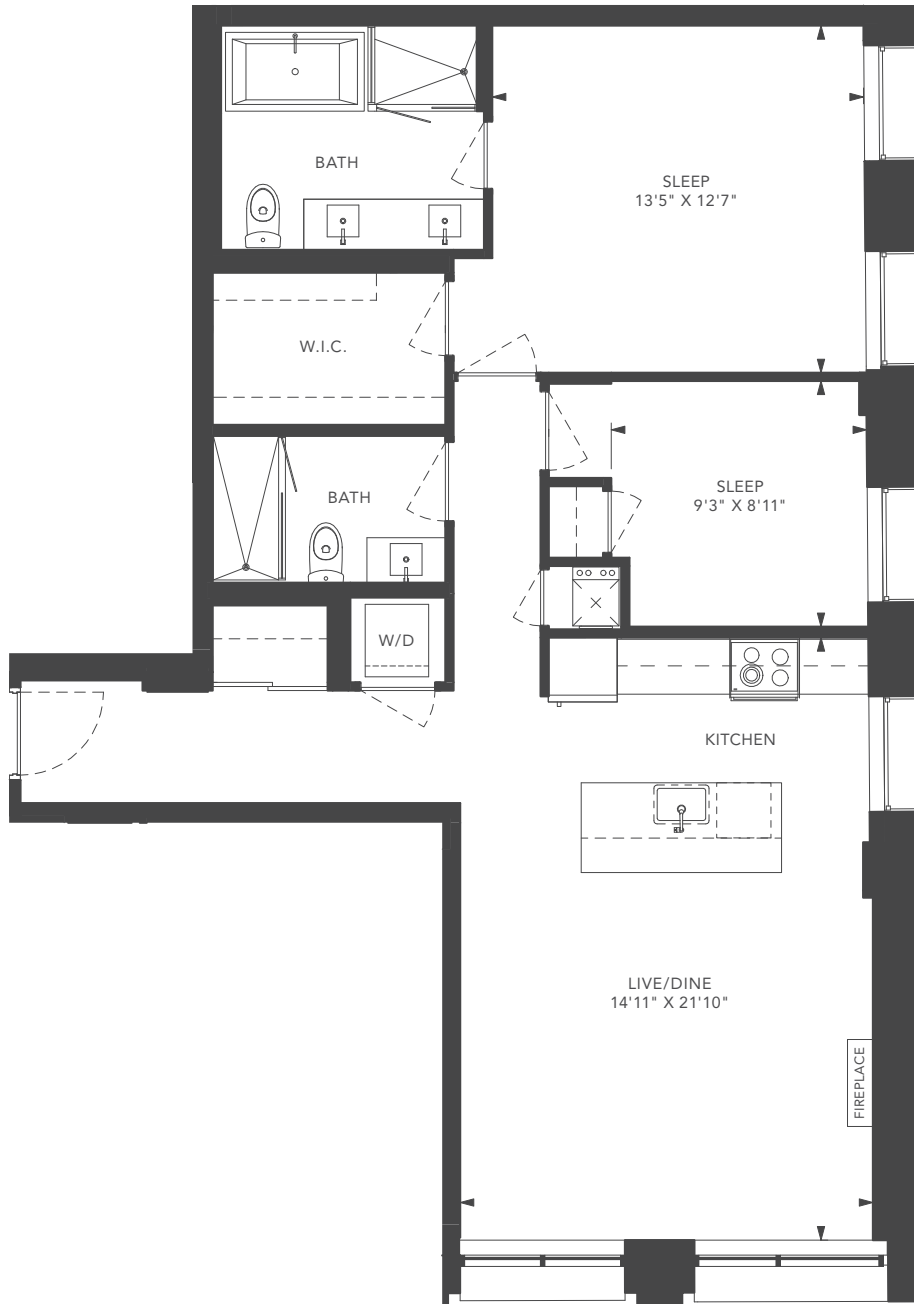 BATH
SLEEP
13'5" X 12'7"
W.I.C.
BATH
SLEEP
9'3" X 8'11"
W/D
KITCHEN
LIVE/DINE
14'11" X 21'10"
FIREPLACE